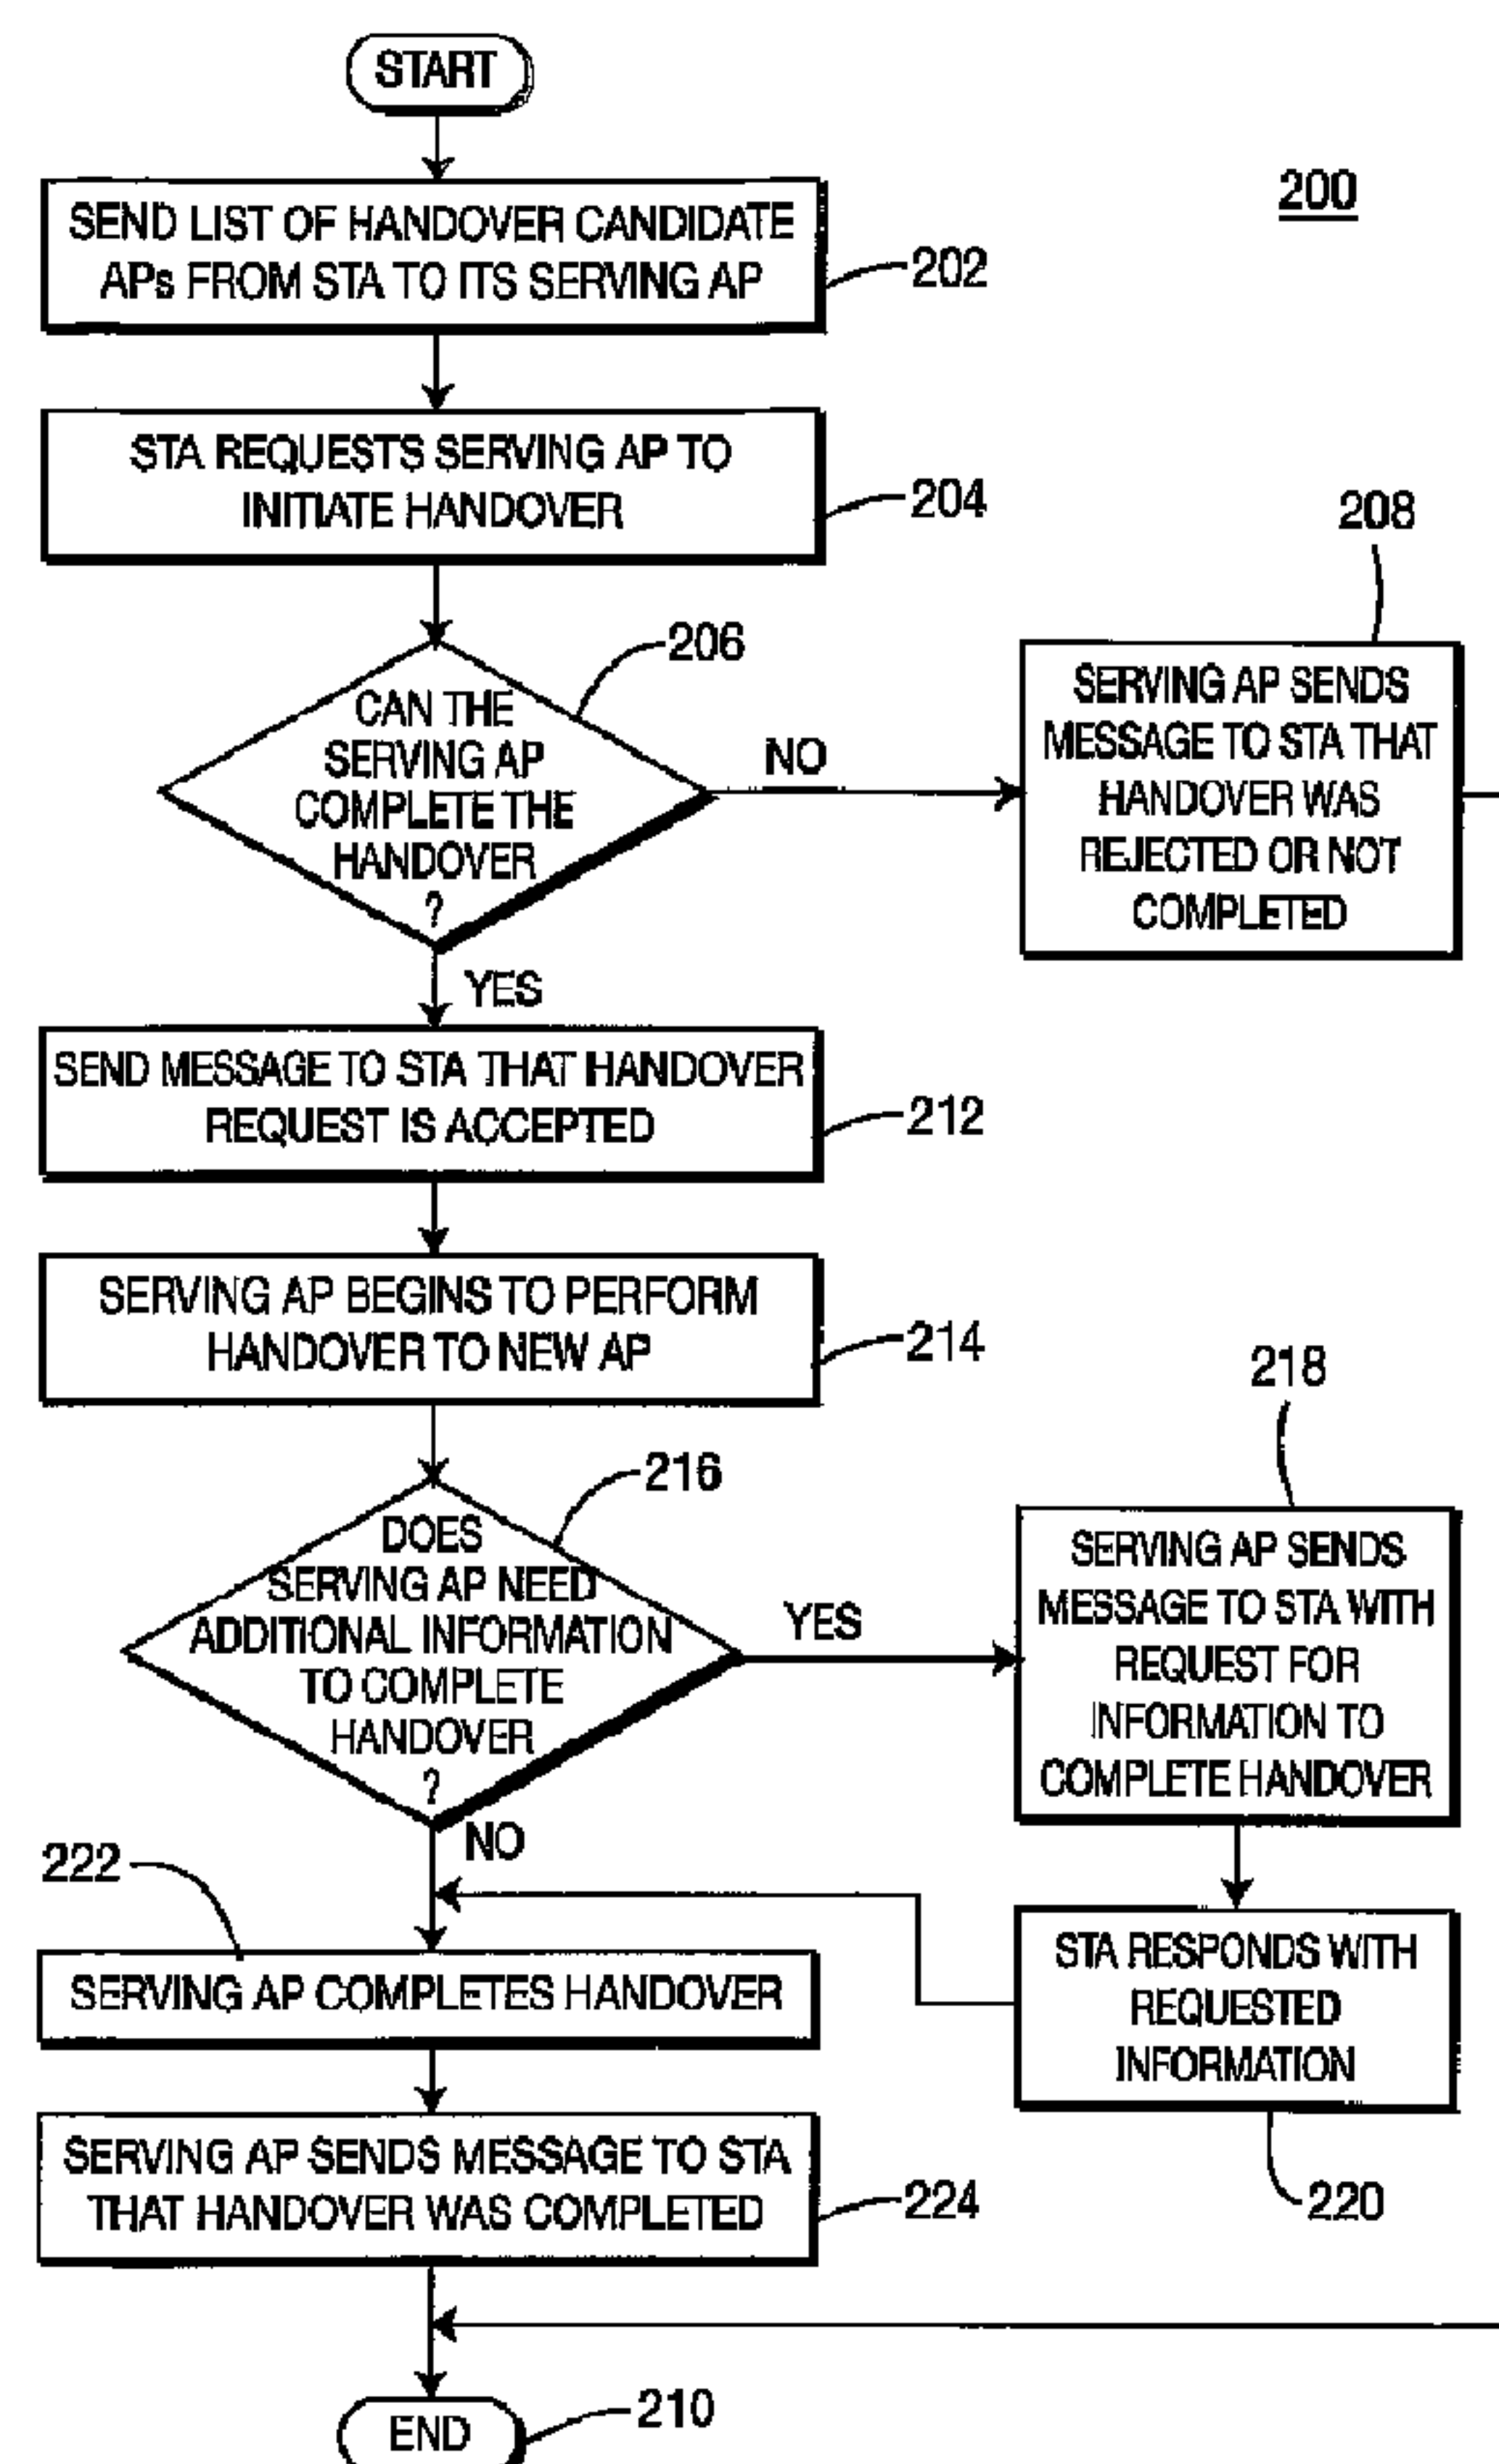 START
200
SEND LIST OF HANDOVER CANDIDATE
APs FROM STA TO ITS SERVING AP
202
STA REQUESTS SERVING AP TO
INITIATE HANDOVER
204
206
CAN THE
SERVING AP
COMPLETE THE
HANDOVER
?
NO
208
SERVING AP SENDS
MESSAGE TO STA THAT
HANDOVER WAS
REJECTED OR NOT
COMPLETED
YES
SEND MESSAGE TO STA THAT HANDOVER
REQUEST IS ACCEPTED
212
SERVING AP BEGINS TO PERFORM
HANDOVER TO NEW AP
214
216
DOES
SERVING AP NEED
ADDITIONAL INFORMATION
TO COMPLETE
HANDOVER
?
YES
218
SERVING AP SENDS
MESSAGE TO STA WITH
REQUEST FOR
INFORMATION TO
COMPLETE HANDOVER
NO
STA RESPONDS WITH
REQUESTED
INFORMATION
220
222
SERVING AP COMPLETES HANDOVER
SERVING AP SENDS MESSAGE TO STA
THAT HANDOVER WAS COMPLETED
224
END
210